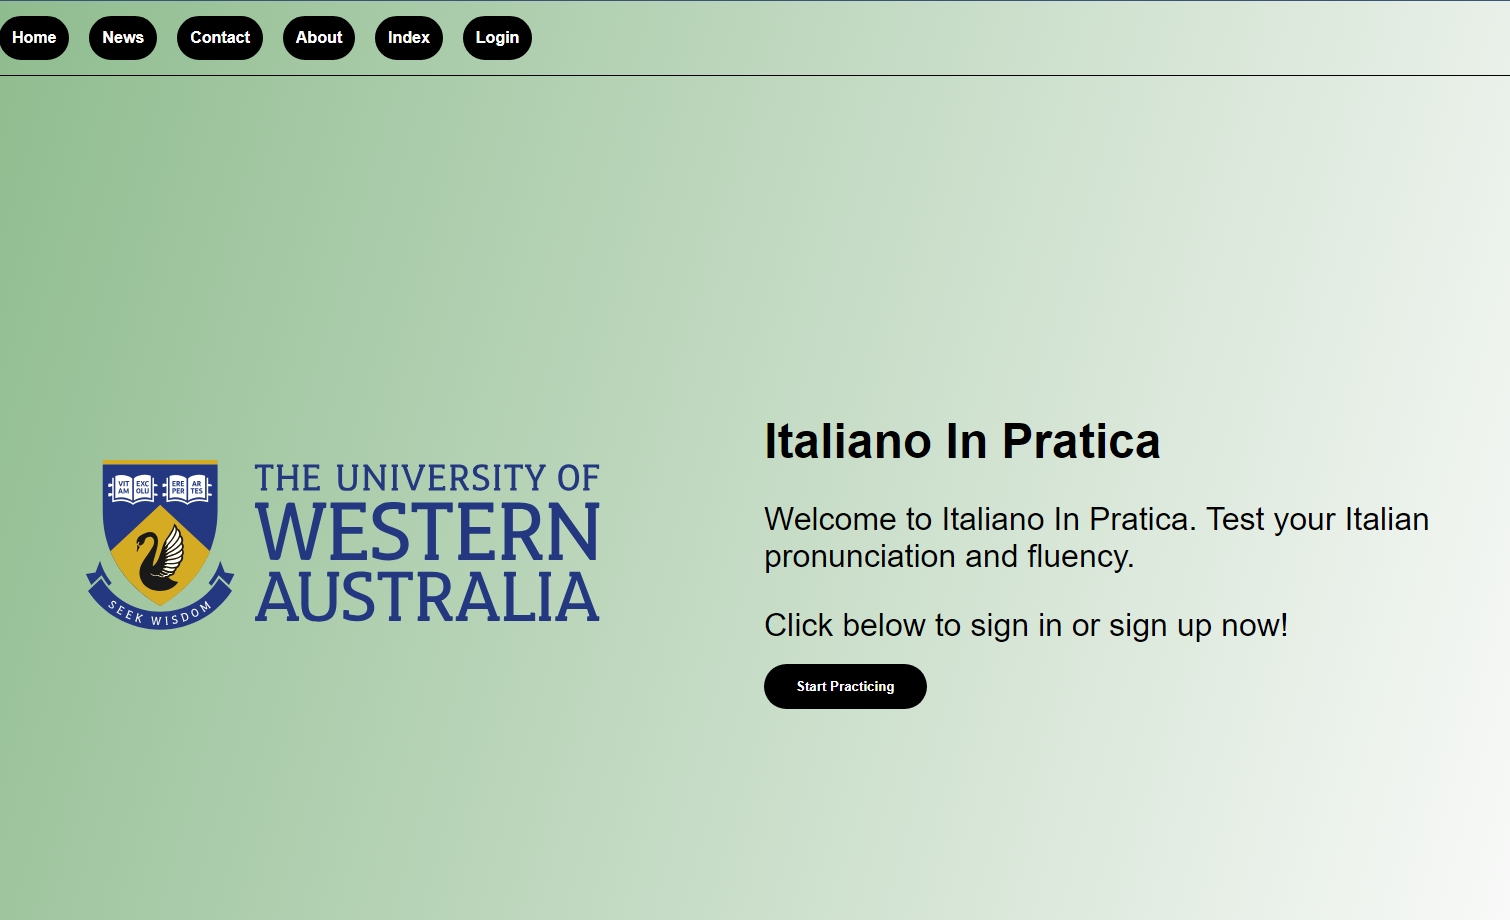 Home News Contact About Index Login
VIT AM EXC OLU ERE PER AR TES
SEEK WISDOM
THE UNIVERSITY OF
WESTERN
AUSTRALIA
Italiano In Pratica
Welcome to Italiano In Pratica. Test your Italian
pronunciation and fluency.
Click below to sign in or sign up now!
Start Practicing